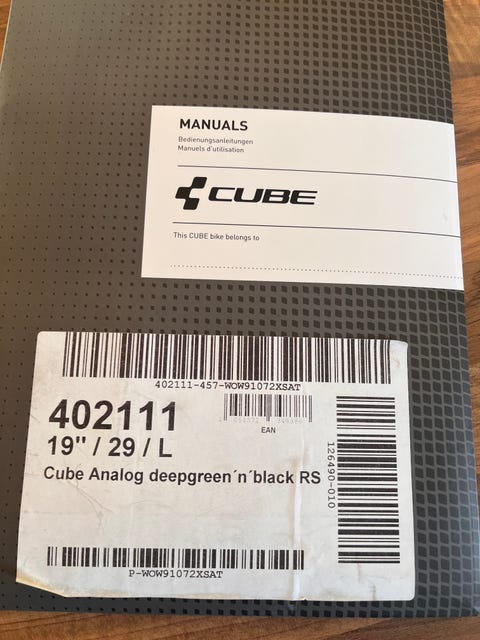 MANUALS
Bedienungsanleitungen
Manuels d'utilisation
CUBE
This CUBE bike belongs to
402111-457-WOW91072XSAT
402111
EAN
19" / 29 / L
Cube Analog deepgreen´n´black RS
126490-010
P-WOW91072XSAT